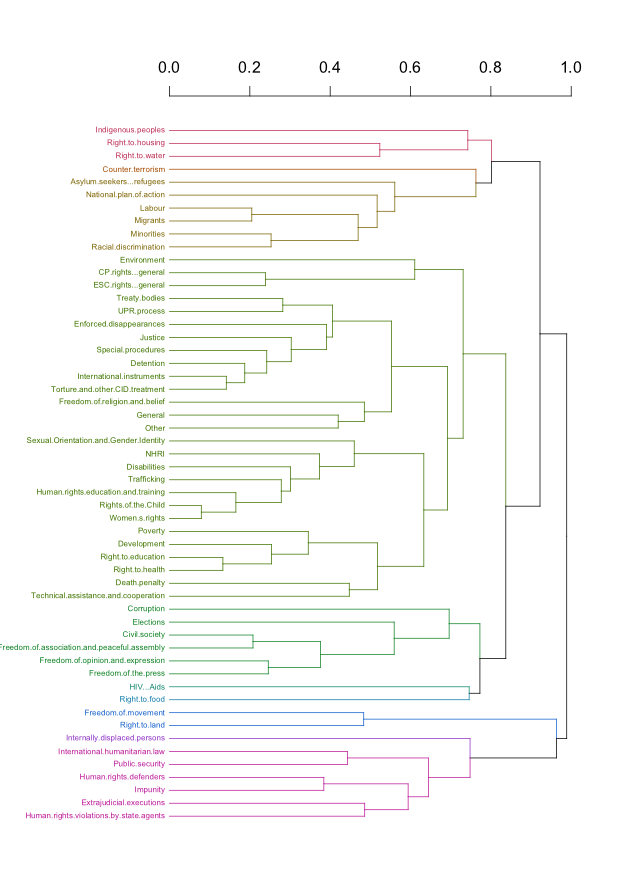 0.0 0.2 0.4 0.6 0.8 1.0
Indigenous.peoples
Right.to.housing
Right.to.water
Counter.terrorism
Asylum.seekers...refugees
National.plan.of.action
Labour
Migrants
Minorities
Racial.discrimination
Environment
CP.rights...general
ESC.rights...general
Treaty.bodies
UPR.process
Enforced.disappearances
Justice
Special.procedures
Detention
International.instruments
Torture.and.other.CID.treatment
Freedom.of.religion.and.belief
General
Other
Sexual.Orientation.and.Gender.Identity
NHRI
Disabilities
Trafficking
Human.rights.education.and.training
Rights.of.the.Child
Women.s.rights
Poverty
Development
Right.to.education
Right.to.health
Death.penalty
Technical.assistance.and.cooperation
Corruption
Elections
Civil.society
Freedom.of.association.and.peaceful.assembly
Freedom.of.opinion.and.expression
Freedom.of.the.press
HIV...Aids
Right.to.food
Freedom.of.movement
Right.to.land
Internally.displaced.persons
International.humanitarian.law
Public.security
Human.rights.defenders
Impunity
Extrajudicial.executions
Human.rights.violations.by.state.agents